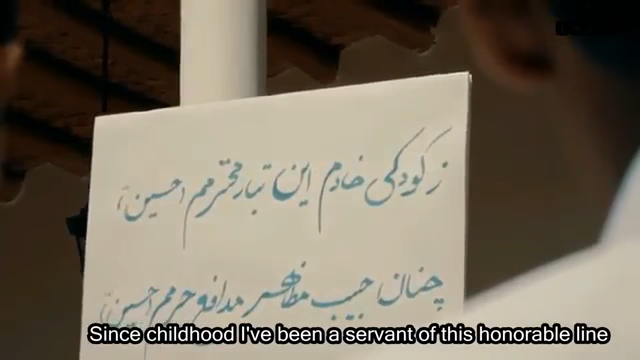 ز کودکی خادم این تبار محترمم (حسین)
چنان حبیب مظاهر مدافع حرمم (حسین)
Since childhood I've been a servant of this honorable line